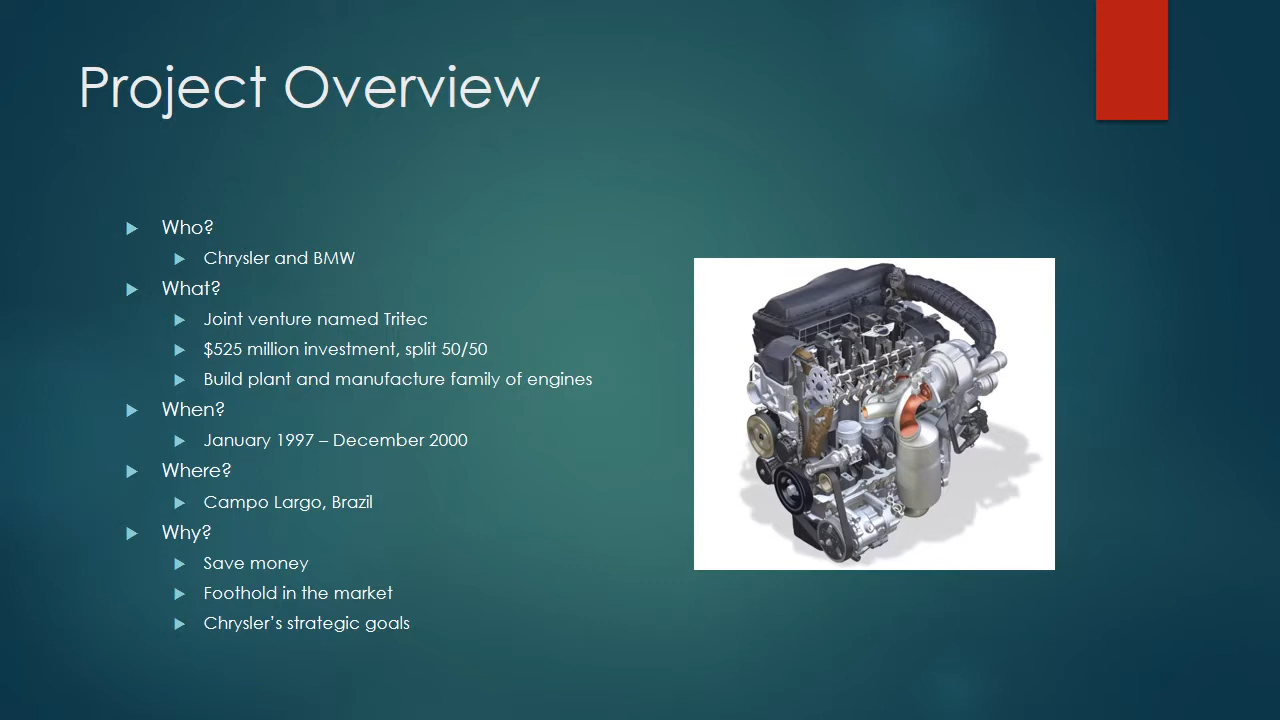 Project Overview
Who?
Chrysler and BMW
What?
Joint venture named Tritec
$525 million investment, split 50/50
Build plant and manufacture family of engines
When?
January 1997 – December 2000
Where?
Campo Largo, Brazil
Why?
Save money
Foothold in the market
Chrysler’s strategic goals